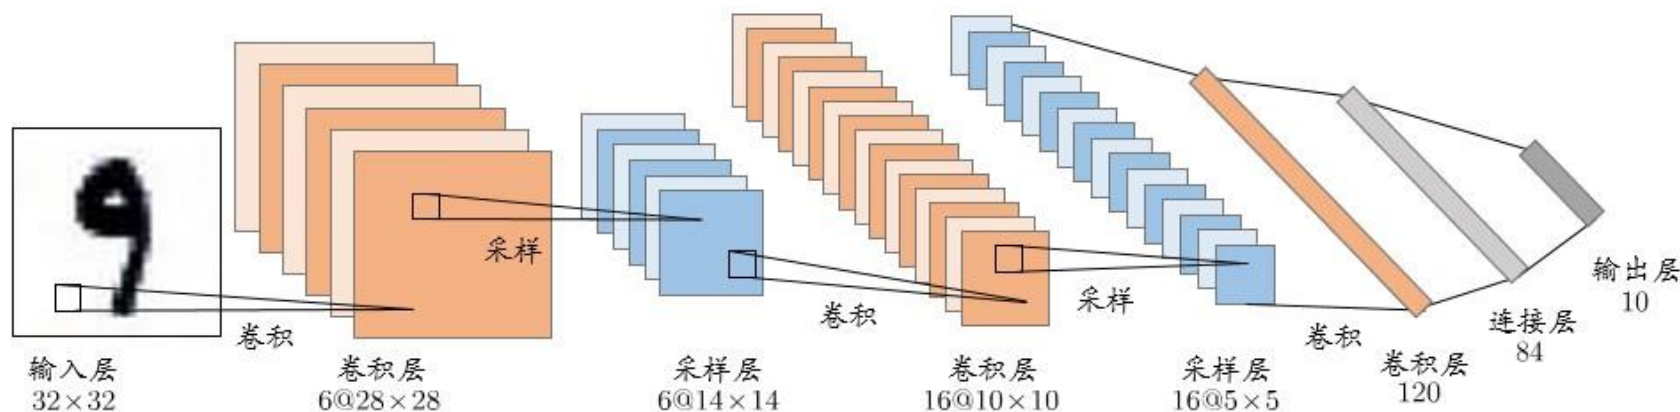 采样
卷积
采样
卷积
卷积
输入层
32×32
卷积层
6@28×28
采样层
6@14×14
卷积层
16@10×10
采样层
16@5×5
卷积层
120
连接层
84
输出层
10